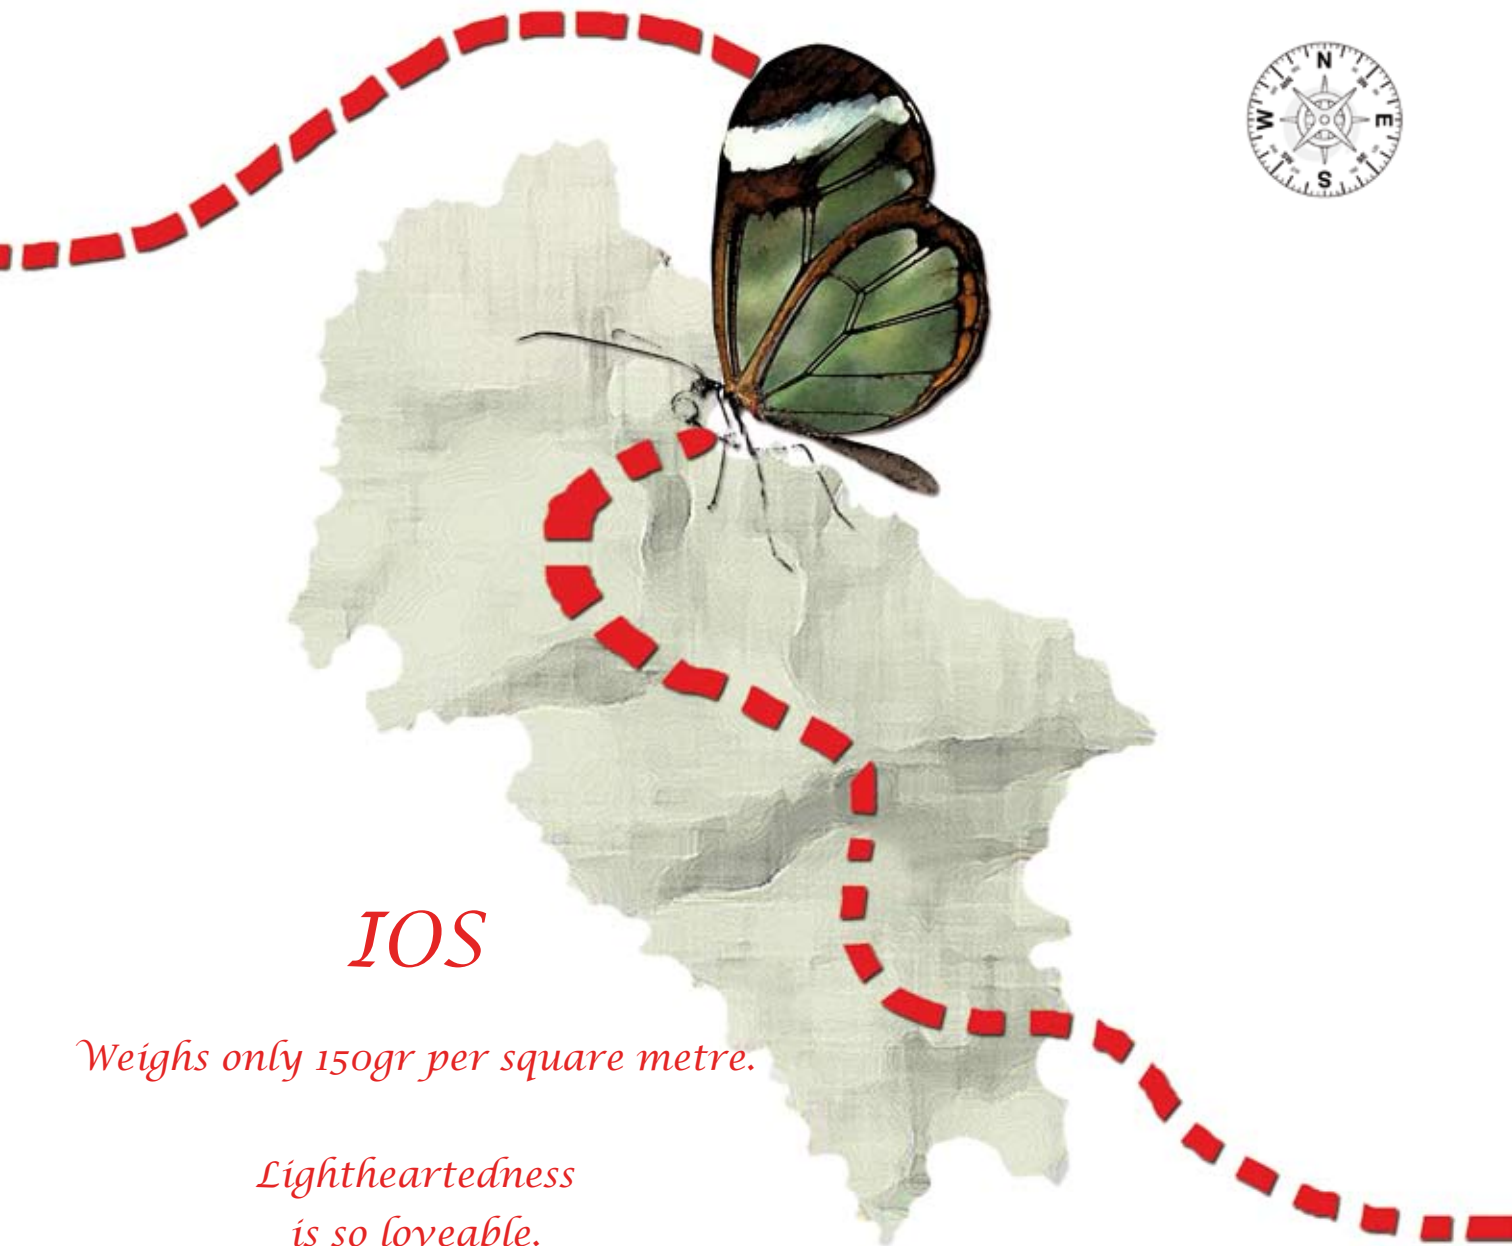 N
W
E
S
IOS
Weighs only 150gr per square metre.
Lightheartedness
is so loveable.